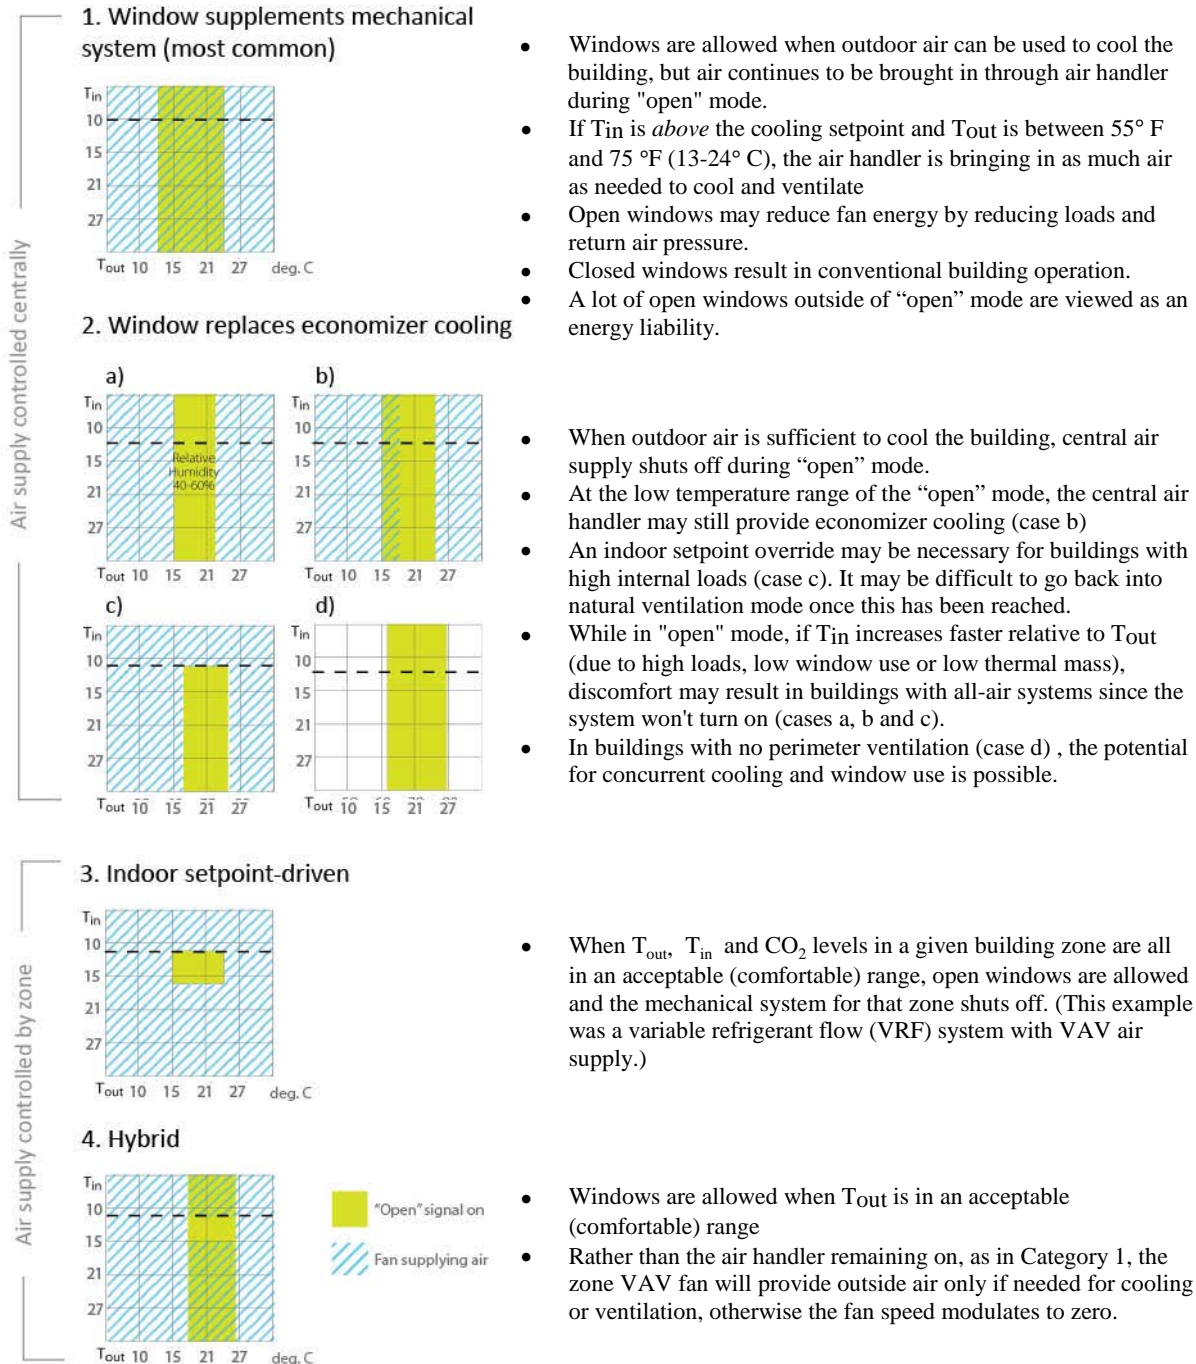 1. Window supplements mechanical
system (most common)
Tin
10
15
21
27
Tout 10 15 21 27 deg. C
• Windows are allowed when outdoor air can be used to cool the
building, but air continues to be brought in through air handler
during "open" mode.
• If Tin is above the cooling setpoint and Tout is between 55° F
and 75 °F (13-24° C), the air handler is bringing in as much air
as needed to cool and ventilate
• Open windows may reduce fan energy by reducing loads and
return air pressure.
• Closed windows result in conventional building operation.
• A lot of open windows outside of “open” mode are viewed as an
energy liability.
Air supply controlled centrally
2. Window replaces economizer cooling
a)
Tin
10
15
21
27
Relative
Humidity
40-60%
Tout 10 15 21 27
b)
Tin
10
15
21
27
Tout 10 15 21 27
c)
Tin
10
15
21
27
Tout 10 15 21 27
d)
Tin
10
15
21
27
Tout 10 15 21 27
• When outdoor air is sufficient to cool the building, central air
supply shuts off during “open” mode.
• At the low temperature range of the “open” mode, the central air
handler may still provide economizer cooling (case b)
• An indoor setpoint override may be necessary for buildings with
high internal loads (case c). It may be difficult to go back into
natural ventilation mode once this has been reached.
• While in "open" mode, if Tin increases faster relative to Tout
(due to high loads, low window use or low thermal mass),
discomfort may result in buildings with all-air systems since the
system won't turn on (cases a, b and c).
• In buildings with no perimeter ventilation (case d) , the potential
for concurrent cooling and window use is possible.
3. Indoor setpoint-driven
Tin
10
15
21
27
Tout 10 15 21 27 deg. C
• When Tout, Tin and CO2 levels in a given building zone are all
in an acceptable (comfortable) range, open windows are allowed
and the mechanical system for that zone shuts off. (This example
was a variable refrigerant flow (VRF) system with VAV air
supply.)
Air supply controlled by zone
4. Hybrid
Tin
10
15
21
27
Tout 10 15 21 27 deg. C
"Open" signal on
Fan supplying air
• Windows are allowed when Tout is in an acceptable
(comfortable) range
• Rather than the air handler remaining on, as in Category 1, the
zone VAV fan will provide outside air only if needed for cooling
or ventilation, otherwise the fan speed modulates to zero.